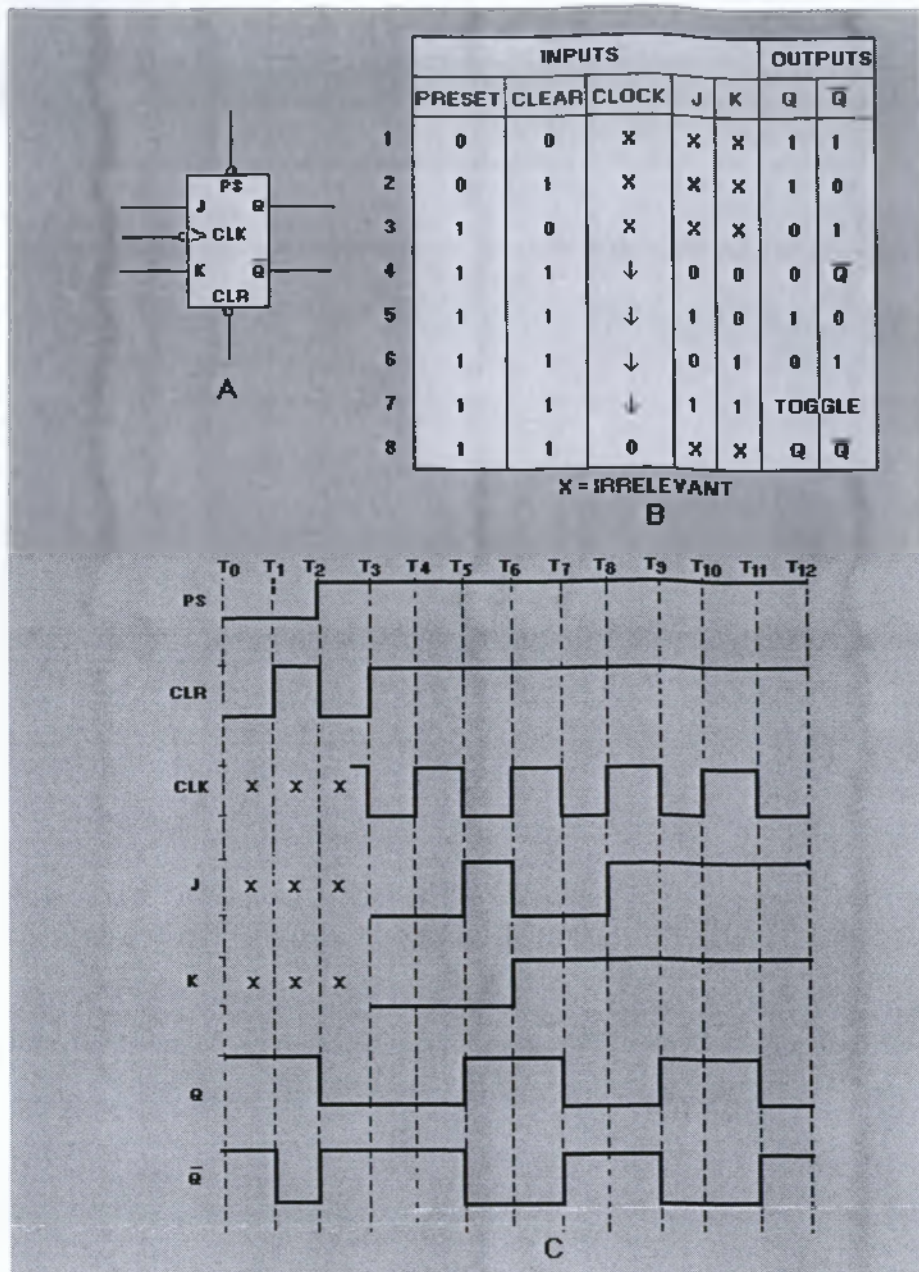 PS
J Q
CLK
K Q̅
CLR
A
INPUTS OUTPUTS
PRESET CLEAR CLOCK J K Q Q̅
1 0 0 X X X 1 1
2 0 1 X X X 1 0
3 1 0 X X X 0 1
4 1 1 ↓ 0 0 0 Q̅
5 1 1 ↓ 1 0 1 0
6 1 1 ↓ 0 1 0 1
7 1 1 ↓ 1 1 TOGGLE
8 1 1 0 X X Q Q̅
X = IRRELEVANT
B
T0 T1 T2 T3 T4 T5 T6 T7 T8 T9 T10 T11 T12
PS
CLR
CLK X X X
J X X X
K X X X
Q
Q̅
C